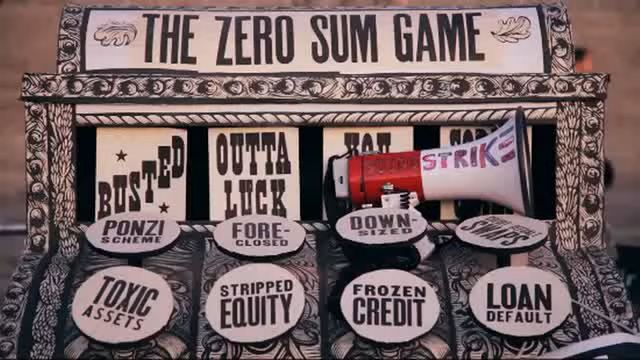 THE ZERO SUM GAME
BUSTED
OUTTA
LUCK
YOU
STRIKE
PONZI
SCHEME
FORE-
CLOSED
DOWN-
SIZED
SWAPS
TOXIC
ASSETS
STRIPPED
EQUITY
FROZEN
CREDIT
LOAN
DEFAULT